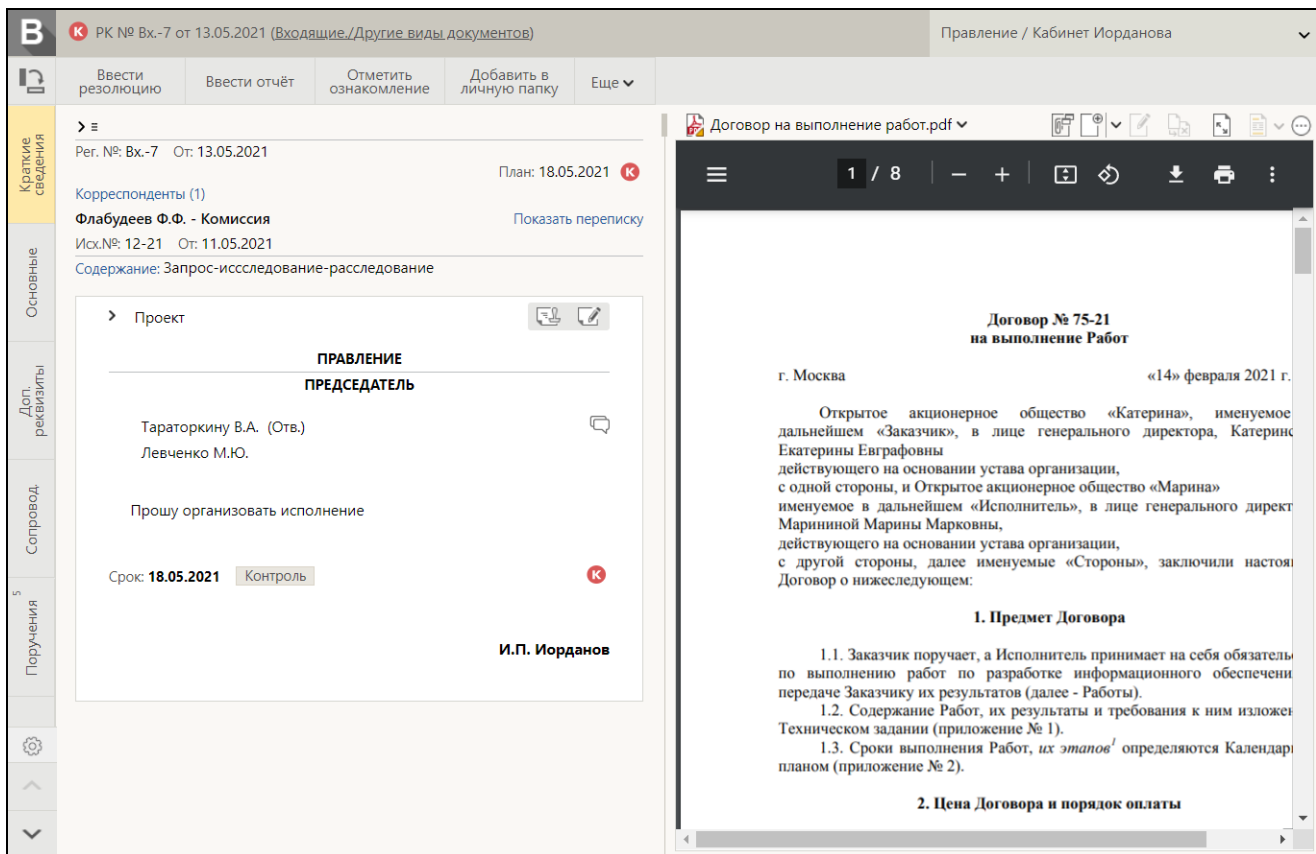 В
К РК № Вх.-7 от 13.05.2021 (Входящие./Другие виды документов)
Правление / Кабинет Иорданова
Ввести резолюцию
Ввести отчёт
Отметить ознакомление
Добавить в личную папку
Еще
Краткие сведения
Основные
Доп. реквизиты
Сопровод.
Поручения 5
Рег. №: Вх.-7 От: 13.05.2021
План: 18.05.2021 К
Корреспонденты (1)
Флабудеев Ф.Ф. - Комиссия
Показать переписку
Исх.№: 12-21 От: 11.05.2021
Содержание: Запрос-иссследование-расследование
Проект
ПРАВЛЕНИЕ
ПРЕДСЕДАТЕЛЬ
Тараторкину В.А. (Отв.)
Левченко М.Ю.
Прошу организовать исполнение
Срок: 18.05.2021 Контроль К
И.П. Иорданов
Договор на выполнение работ.pdf
1 / 8
Договор № 75-21
на выполнение Работ
г. Москва «14» февраля 2021 г.
Открытое акционерное общество «Катерина», именуемое
дальнейшем «Заказчик», в лице генерального директора, Катеринo
Екатерины Евграфовны
действующего на основании устава организации,
с одной стороны, и Открытое акционерное общество «Марина»
именуемое в дальнейшем «Исполнитель», в лице генерального директ
Марининой Марины Марковны,
действующего на основании устава организации,
с другой стороны, далее именуемые «Стороны», заключили настоя
Договор о нижеследующем:
1. Предмет Договора
1.1. Заказчик поручает, а Исполнитель принимает на себя обязатель
по выполнению работ по разработке информационного обеспечени
передаче Заказчику их результатов (далее - Работы).
1.2. Содержание Работ, их результаты и требования к ним изложен
Техническом задании (приложение № 1).
1.3. Сроки выполнения Работ, их этапов1 определяются Календар
планом (приложение № 2).
2. Цена Договора и порядок оплаты